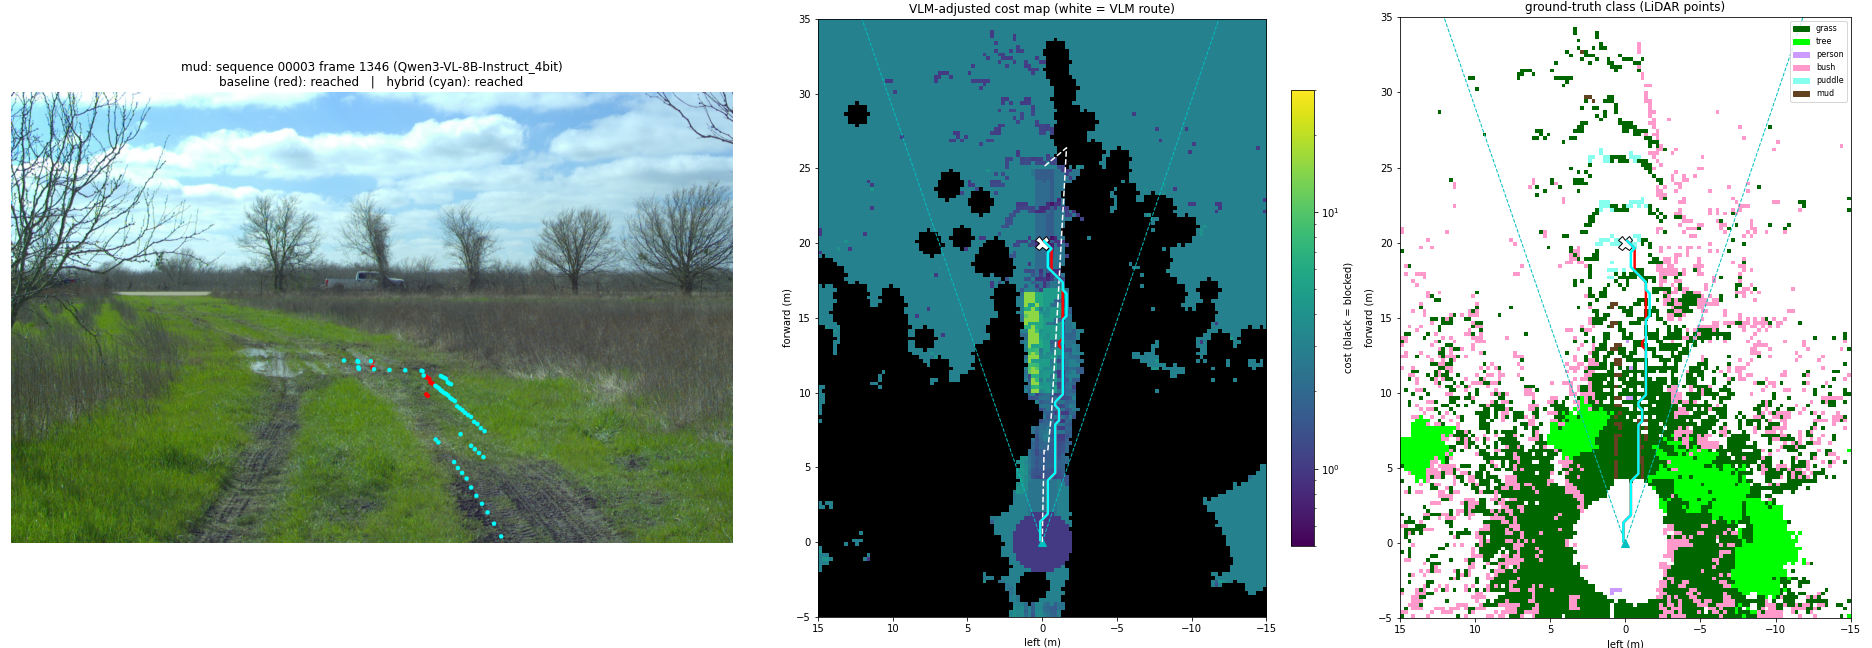 mud: sequence 00003 frame 1346 (Qwen3-VL-8B-Instruct_4bit)
baseline (red): reached | hybrid (cyan): reached
VLM-adjusted cost map (white = VLM route)
35
30
25
20
15
10
5
0
−5
15
10
5
0
−5
−10
−15
forward (m)
left (m)
10¹
10⁰
cost (black = blocked)
ground-truth class (LiDAR points)
grass
tree
person
bush
puddle
mud
35
30
25
20
15
10
5
0
−5
15
10
5
0
−5
−10
−15
forward (m)
left (m)